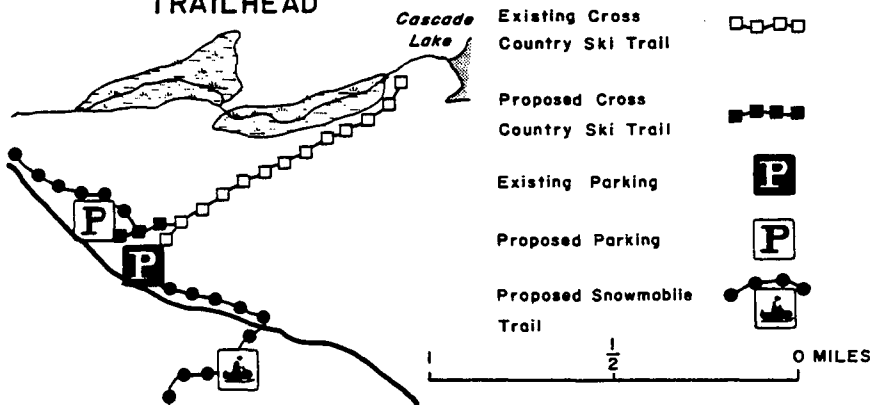 TRAILHEAD
Cascade
Lake
P
P
Existing Cross
Country Ski Trail
Proposed Cross
Country Ski Trail
Existing Parking
P
Proposed Parking
P
Proposed Snowmobile
Trail
1
1/2
0 MILES